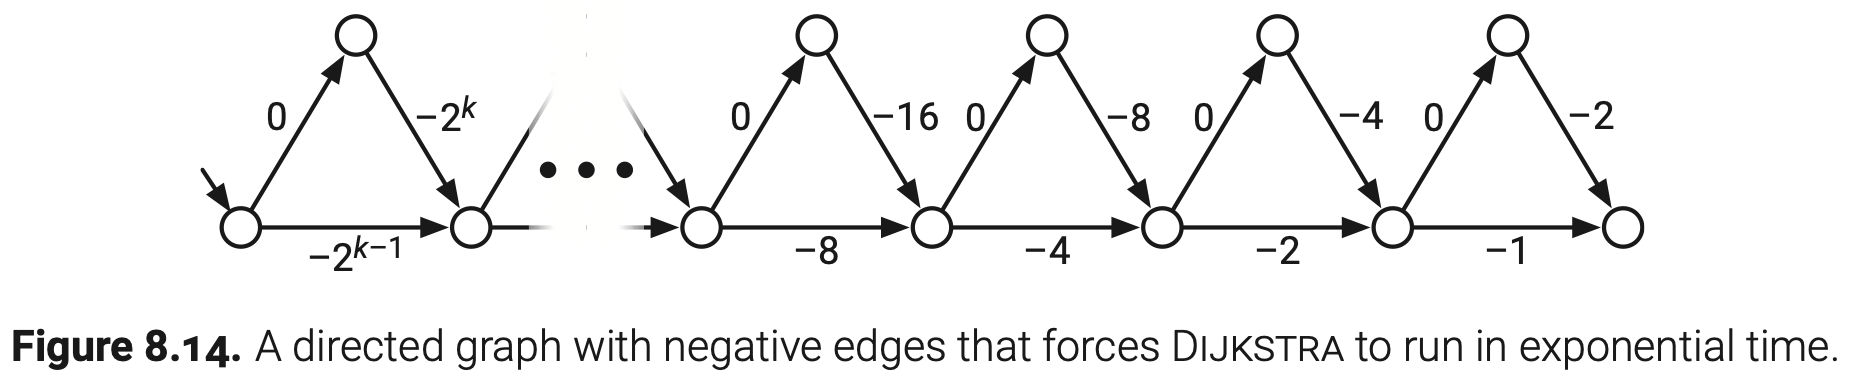 0 −2^k 0 −16 0 −8 0 −4 0 −2
−2^{k−1} −8 −4 −2 −1
Figure 8.14. A directed graph with negative edges that forces DIJKSTRA to run in exponential time.